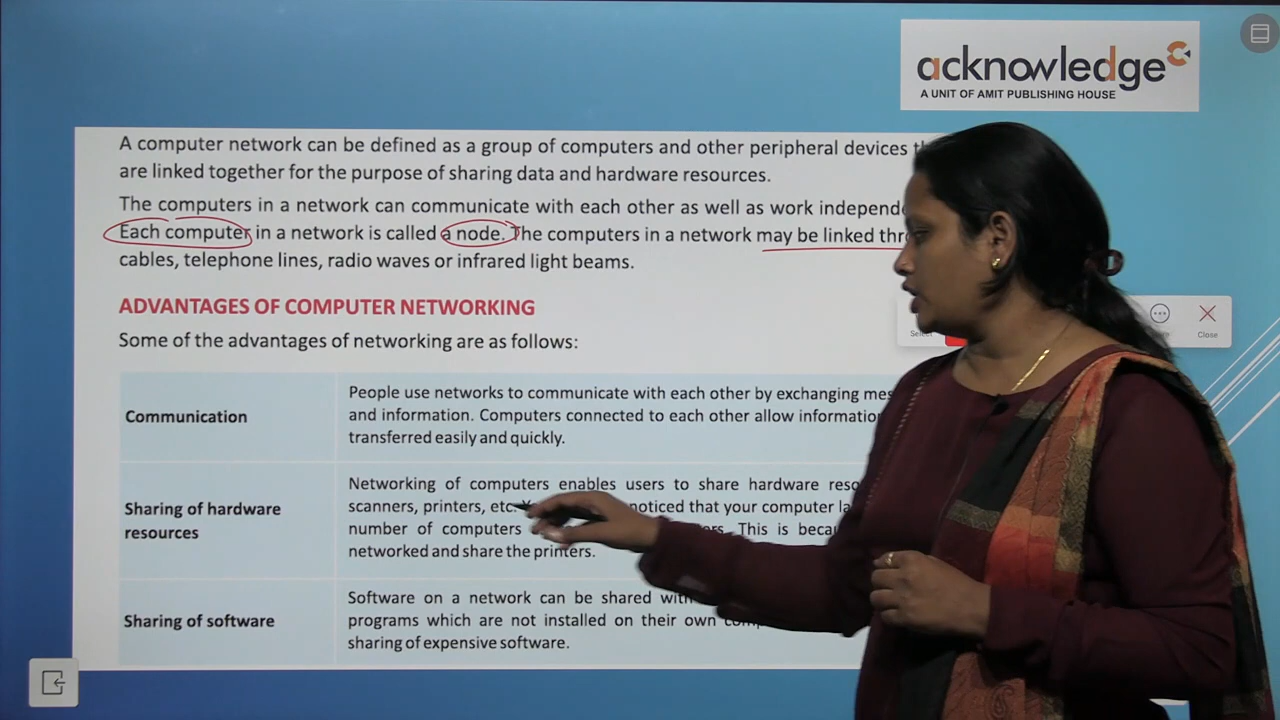 acknowledge
A UNIT OF AMIT PUBLISHING HOUSE
A computer network can be defined as a group of computers and other peripheral devices
are linked together for the purpose of sharing data and hardware resources.
The computers in a network can communicate with each other as well as work
Each computer in a network is called a node. The computers in a network may be linked
cables, telephone lines, radio waves or infrared light beams.
ADVANTAGES OF COMPUTER NETWORKING
Select
Close
Some of the advantages of networking are as follows:
Communication
People use networks to communicate with each other by exchanging
and information. Computers connected to each other allow
transferred easily and quickly.
Sharing of hardware
resources
Networking of computers enables users to share hardware
scanners, printers, etc. noticed that your computer
number of computers This is
networked and share the printers.
Sharing of software
Software on a network can be shared
programs which are not installed on their own
sharing of expensive software.